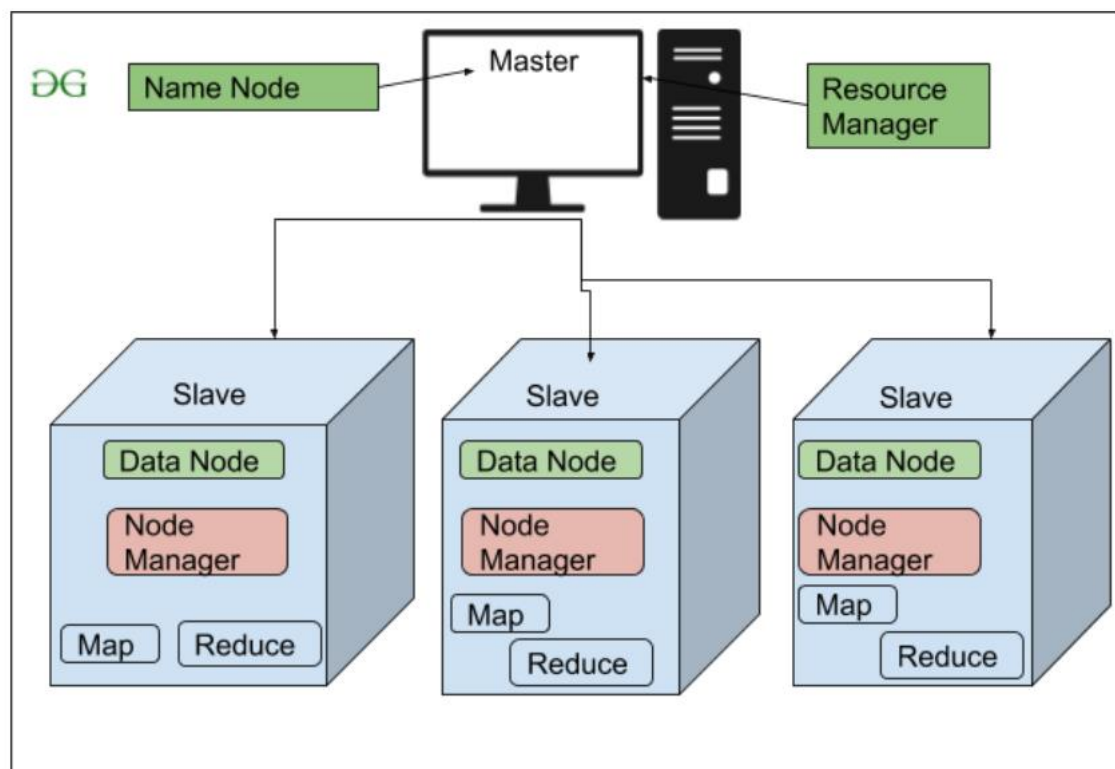 Master
Name Node
Resource
Manager
Slave
Slave
Slave
Data Node
Data Node
Data Node
Node
Manager
Node
Manager
Node
Manager
Map
Reduce
Map
Reduce
Map
Reduce